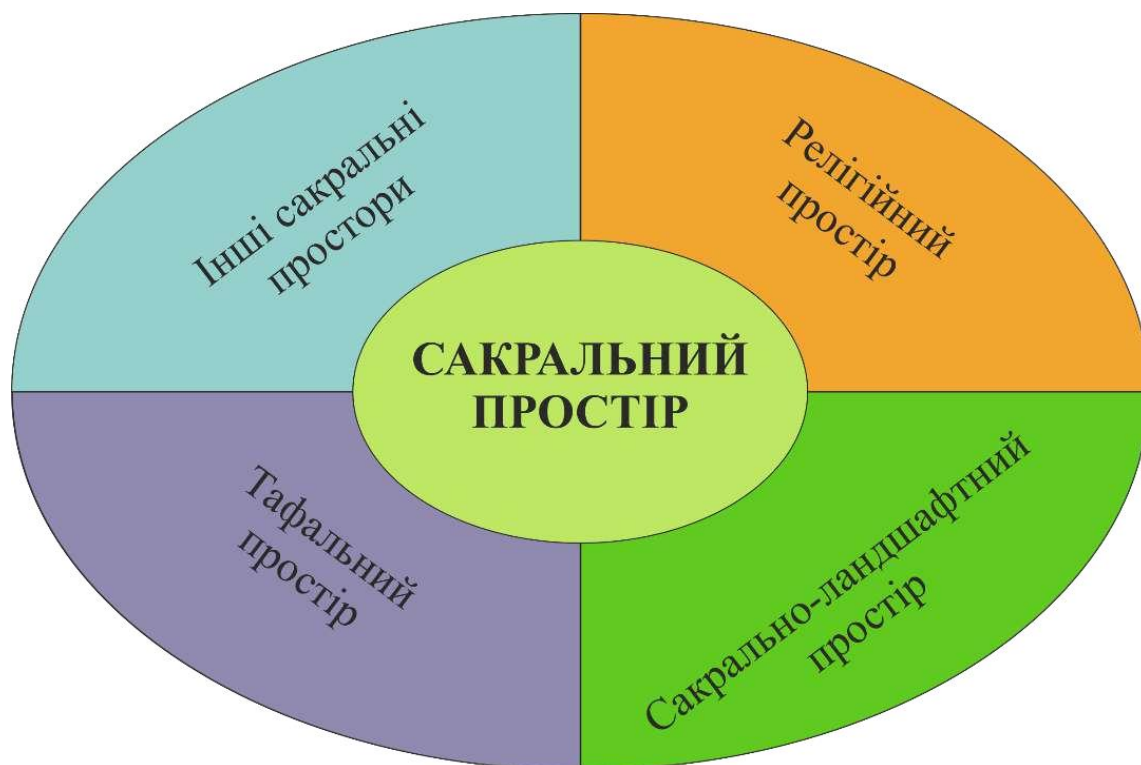 Інші сакральні
простори
Релігійний
простір
САКРАЛЬНИЙ
ПРОСТІР
Тафальний
простір
Сакрально-ландшафтний
простір